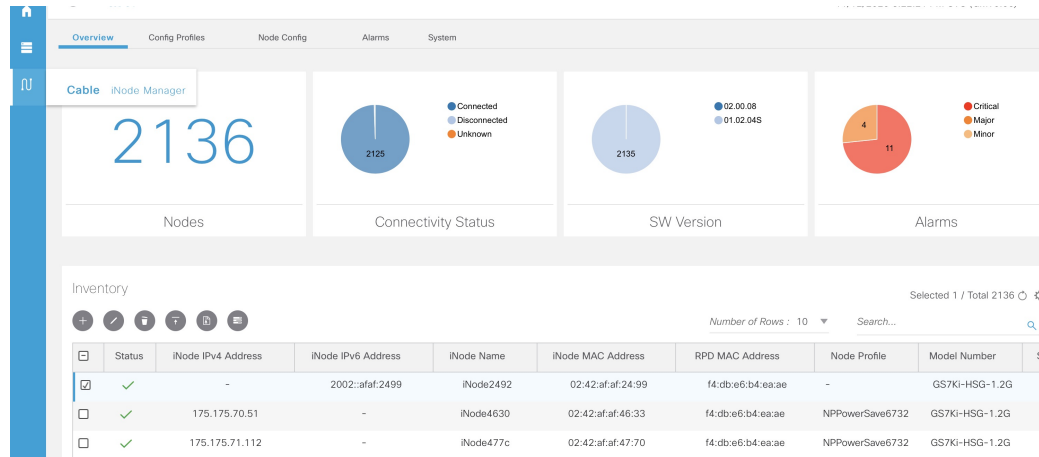 Overview Config Profiles Node Config Alarms System
Cable iNode Manager
2136
Nodes
2125
Connected
Disconnected
Unknown
Connectivity Status
2135
02.00.08
01.02.04S
SW Version
4
11
Critical
Major
Minor
Alarms
Inventory
Selected 1 / Total 2136
Number of Rows : 10 Search...
Status iNode IPv4 Address iNode IPv6 Address iNode Name iNode MAC Address RPD MAC Address Node Profile Model Number S
- 2002::afaf:2499 iNode2492 02:42:af:af:24:99 f4:db:e6:b4:ea:ae - GS7Ki-HSG-1.2G
175.175.70.51 - iNode4630 02:42:af:af:46:33 f4:db:e6:b4:ea:ae NPPowerSave6732 GS7Ki-HSG-1.2G
175.175.71.112 - iNode477c 02:42:af:af:47:70 f4:db:e6:b4:ea:ae NPPowerSave6732 GS7Ki-HSG-1.2G